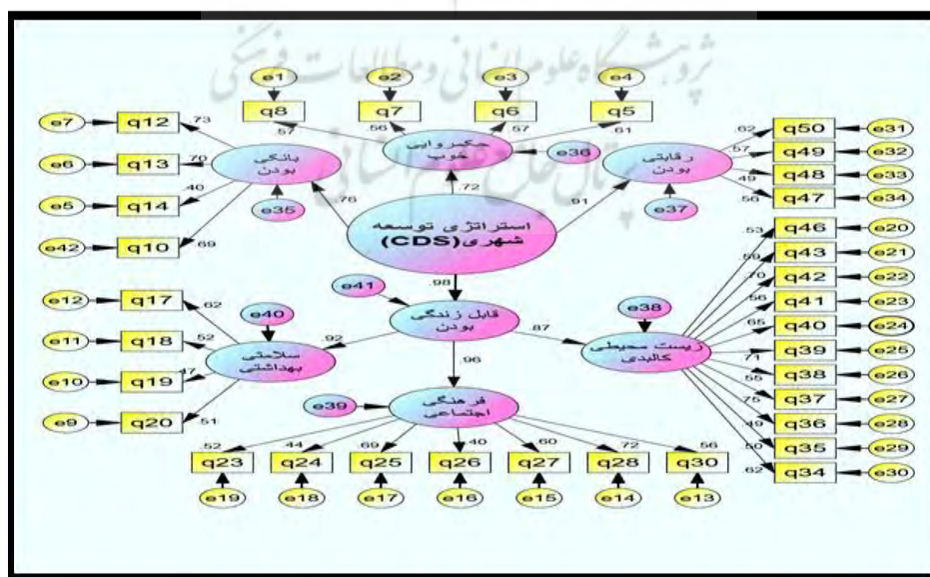 پژوهشگاه علوم انسانی و مطالعات فرهنگی
پرتال جامع علوم انسانی
e1 e2 e3 e4
q8 q7 q6 q5
.57 .56 .57 .61
e7 q12 .73
e6 q13 .70
e5 q14 .40
e42 q10 .69
بانکی
بودن
e35
.76
حکمروایی
خوب
e36
.72
رقابتی
بودن
e37
.91
.62 q50 e31
.57 q49 e32
.49 q48 e33
.56 q47 e34
استراتژی توسعه
شهری(CDS)
.98
e41
قابل زندگی
بودن
.92
.96
.87
e12 q17 .62
e11 q18 .52
e10 q19 .47
e9 q20 .51
e40
سلامتی
بهداشتی
e38
زیست محیطی
کالبدی
.53 q46 e20
.59 q43 e21
.70 q42 e22
.56 q41 e23
.65 q40 e24
.71 q39 e25
.55 q38 e26
.75 q37 e27
.49 q36 e28
.50 q35 e29
.62 q34 e30
e39
فرهنگی
اجتماعی
.52 .44 .69 .40 .60 .72 .56
q23 q24 q25 q26 q27 q28 q30
e19 e18 e17 e16 e15 e14 e13